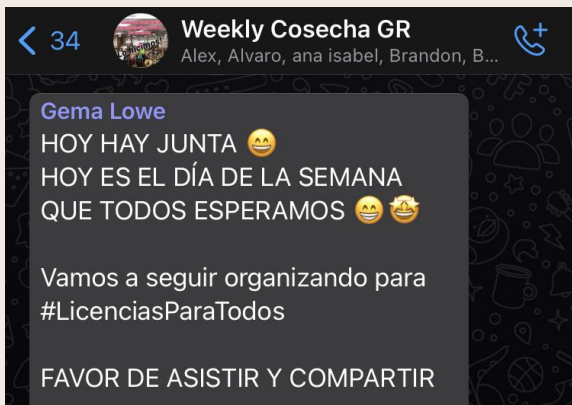 34
Weekly Cosecha GR
Alex, Alvaro, ana isabel, Brandon, B...
Gema Lowe
HOY HAY JUNTA 😄
HOY ES EL DÍA DE LA SEMANA
QUE TODOS ESPERAMOS 😄🤩
Vamos a seguir organizando para
#LicenciasParaTodos
FAVOR DE ASISTIR Y COMPARTIR